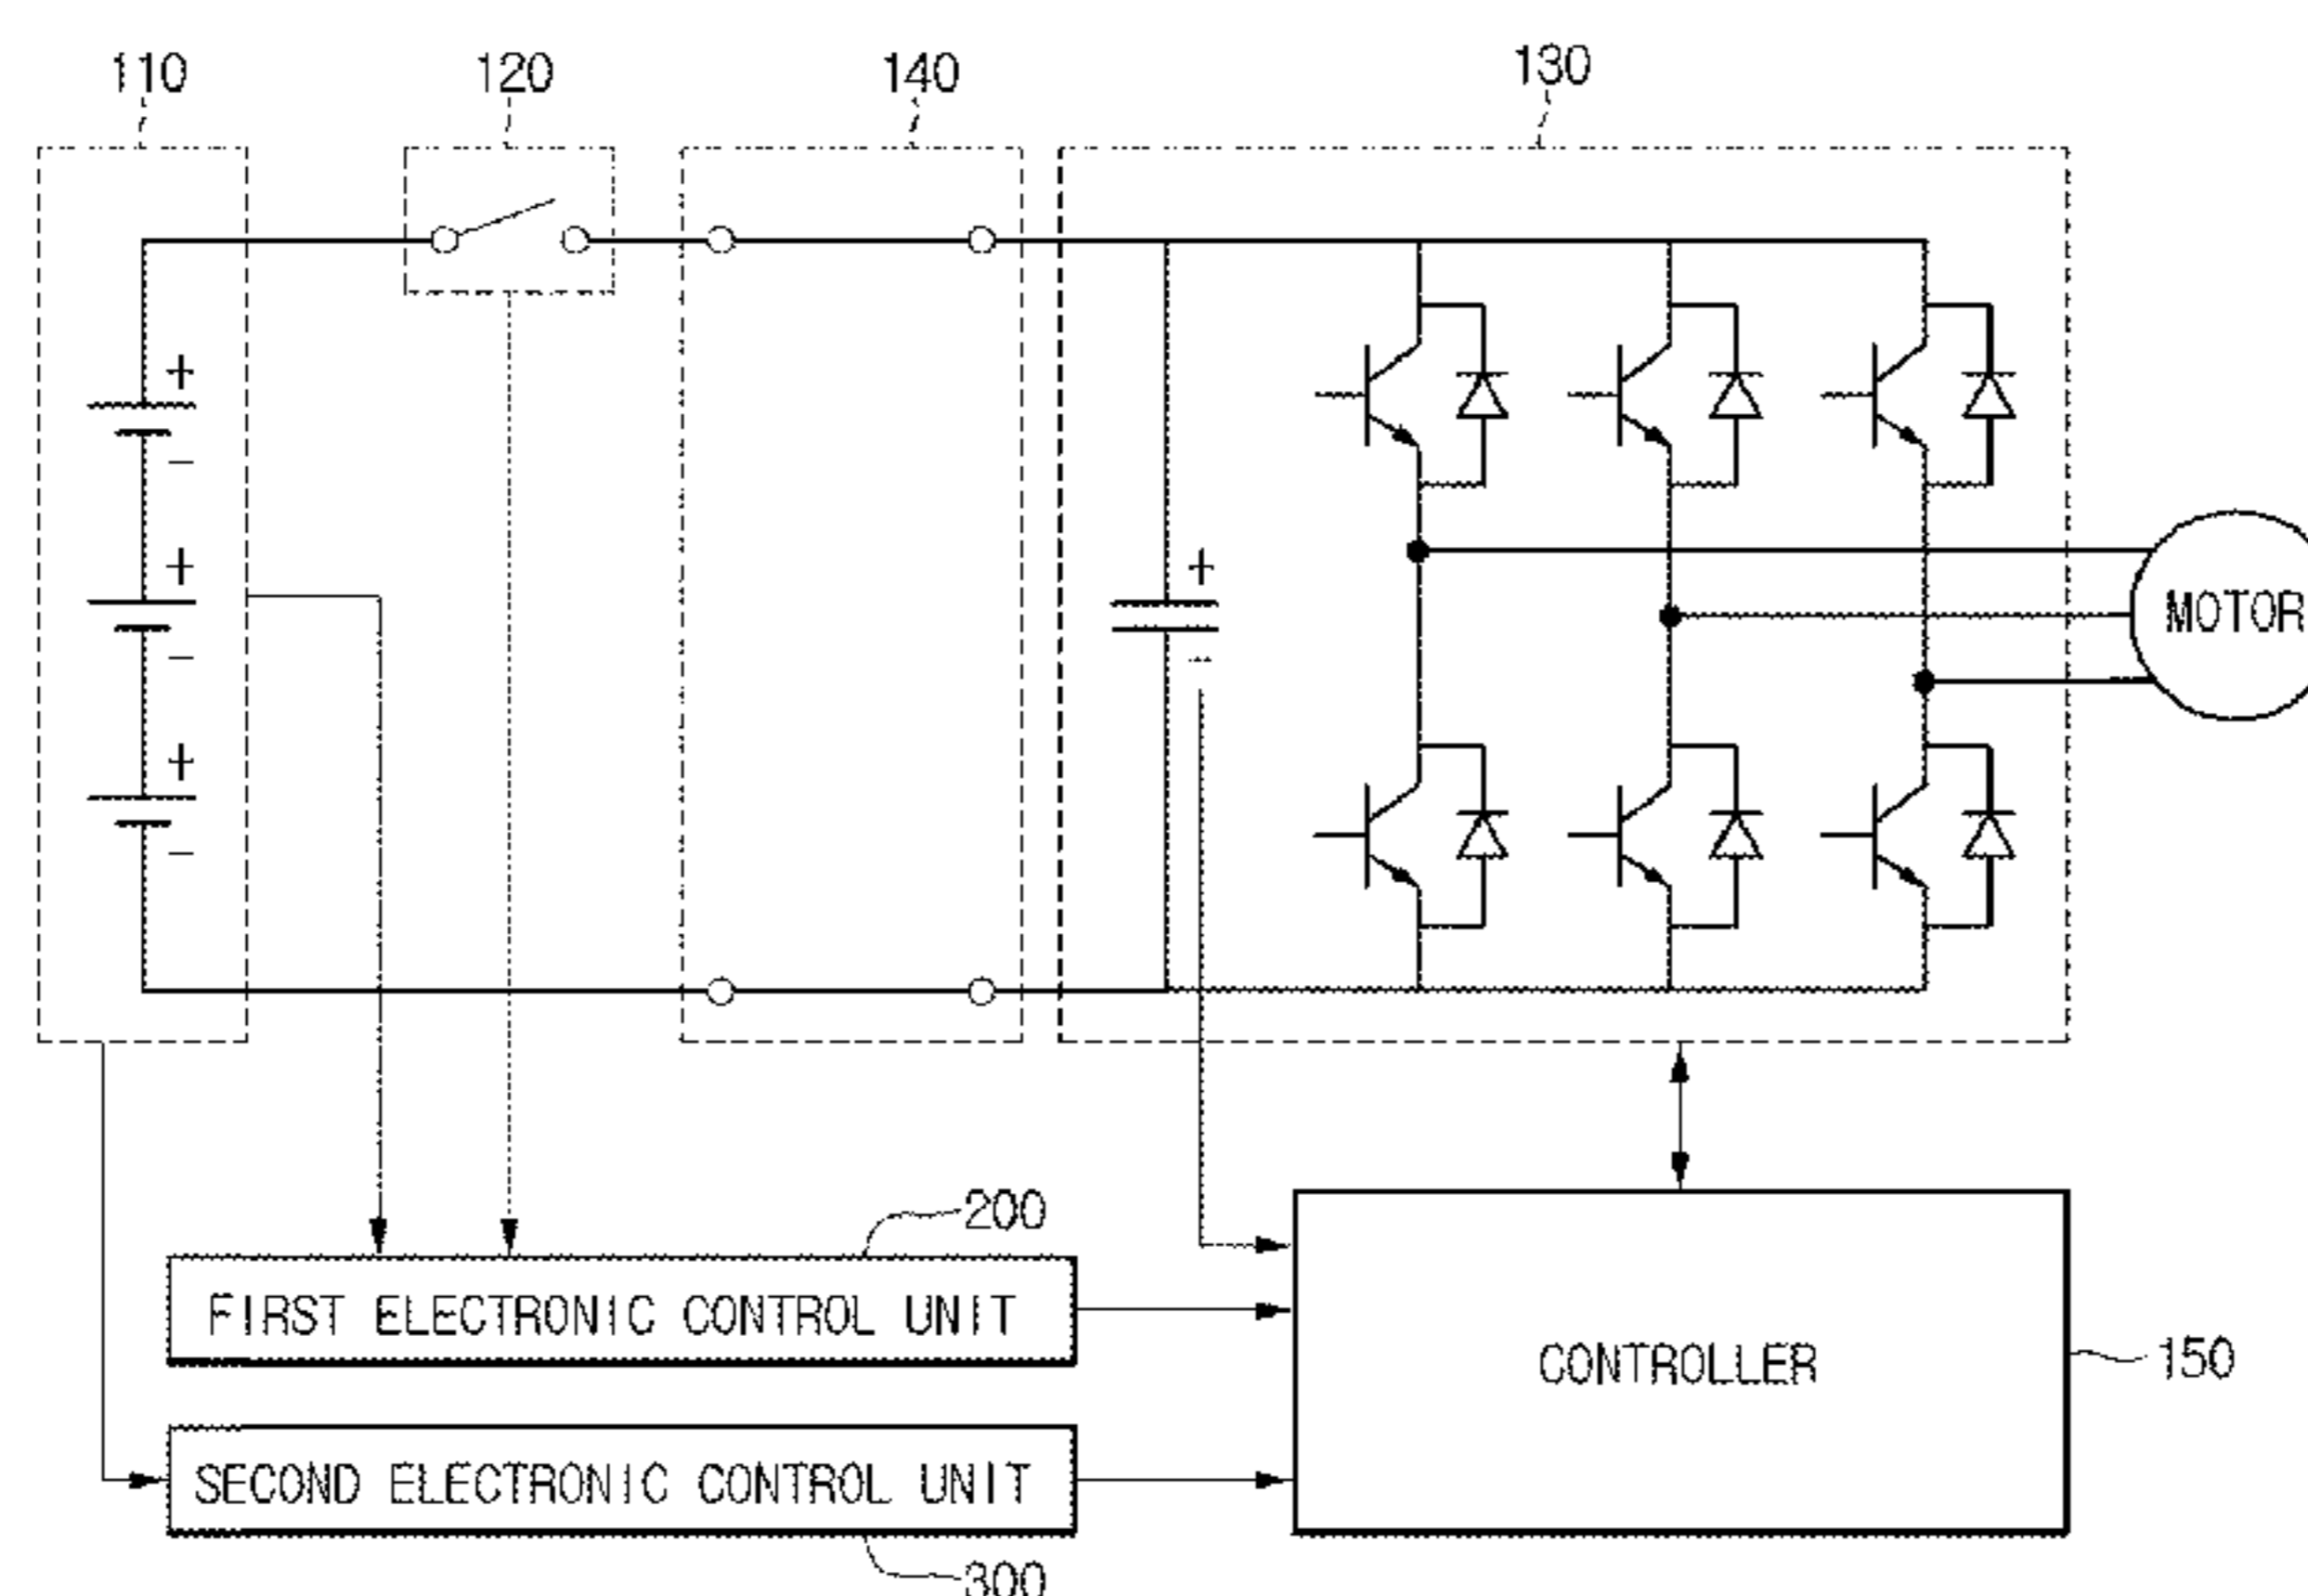 110 120 140 130
+
-
+
-
+
-
+
-
MOTOR
200
FIRST ELECTRONIC CONTROL UNIT
CONTROLLER
150
SECOND ELECTRONIC CONTROL UNIT
300